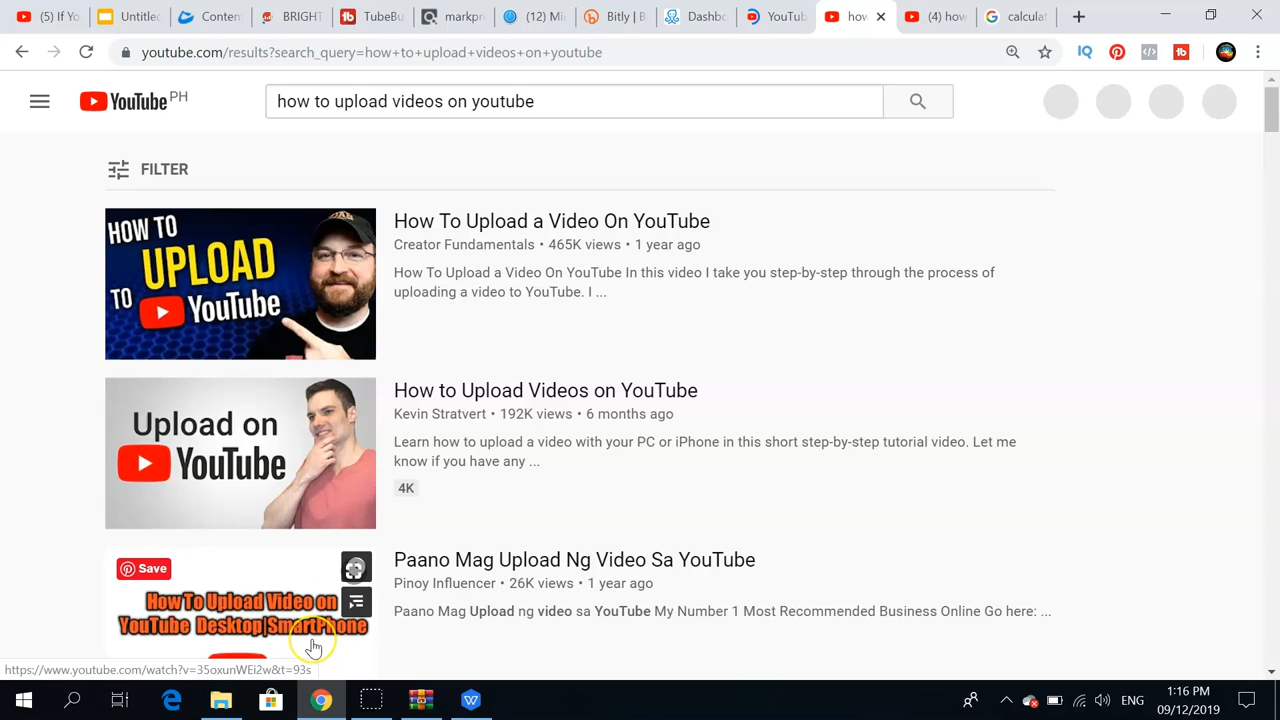 (5) If Yo
Untitled
Conten
BRIGHT
TubeBu
markpre
(12) Mi
Bitly | B
Dashb
YouTu
how
(4) how
calculat
youtube.com/results?search_query=how+to+upload+videos+on+youtube
YouTube PH
how to upload videos on youtube
FILTER
HOW TO
UPLOAD
TO YouTube
How To Upload a Video On YouTube
Creator Fundamentals • 465K views • 1 year ago
How To Upload a Video On YouTube In this video I take you step-by-step through the process of
uploading a video to YouTube. I ...
Upload on
YouTube
How to Upload Videos on YouTube
Kevin Stratvert • 192K views • 6 months ago
Learn how to upload a video with your PC or iPhone in this short step-by-step tutorial video. Let me
know if you have any ...
4K
Save
HowTo Upload Video on
YouTube Desktop|SmartPhone
Paano Mag Upload Ng Video Sa YouTube
Pinoy Influencer • 26K views • 1 year ago
Paano Mag Upload ng video sa YouTube My Number 1 Most Recommended Business Online Go here: ...
https://www.youtube.com/watch?v=35oxunWEi2w&t=93s
ENG
1:16 PM
09/12/2019